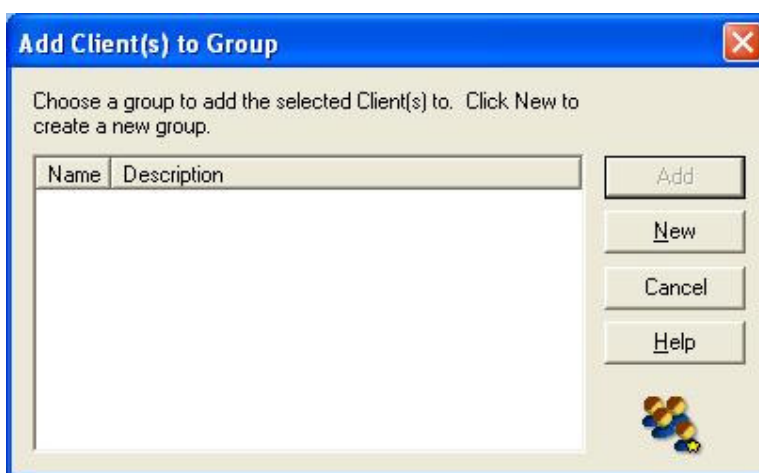 Add Client(s) to Group
Choose a group to add the selected Client(s) to. Click New to
create a new group.
Name Description
Add
New
Cancel
Help